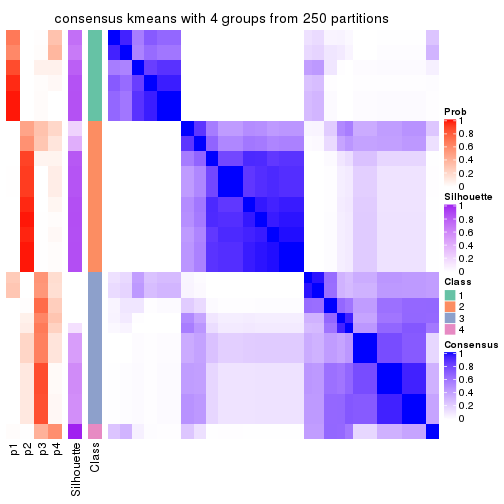 consensus kmeans with 4 groups from 250 partitions
Prob
1
0.8
0.6
0.4
0.2
0
Silhouette
1
0.8
0.6
0.4
0.2
0
Class
1
2
3
4
Consensus
1
0.8
0.6
0.4
0.2
0
p1
p2
p3
p4
Silhouette
Class